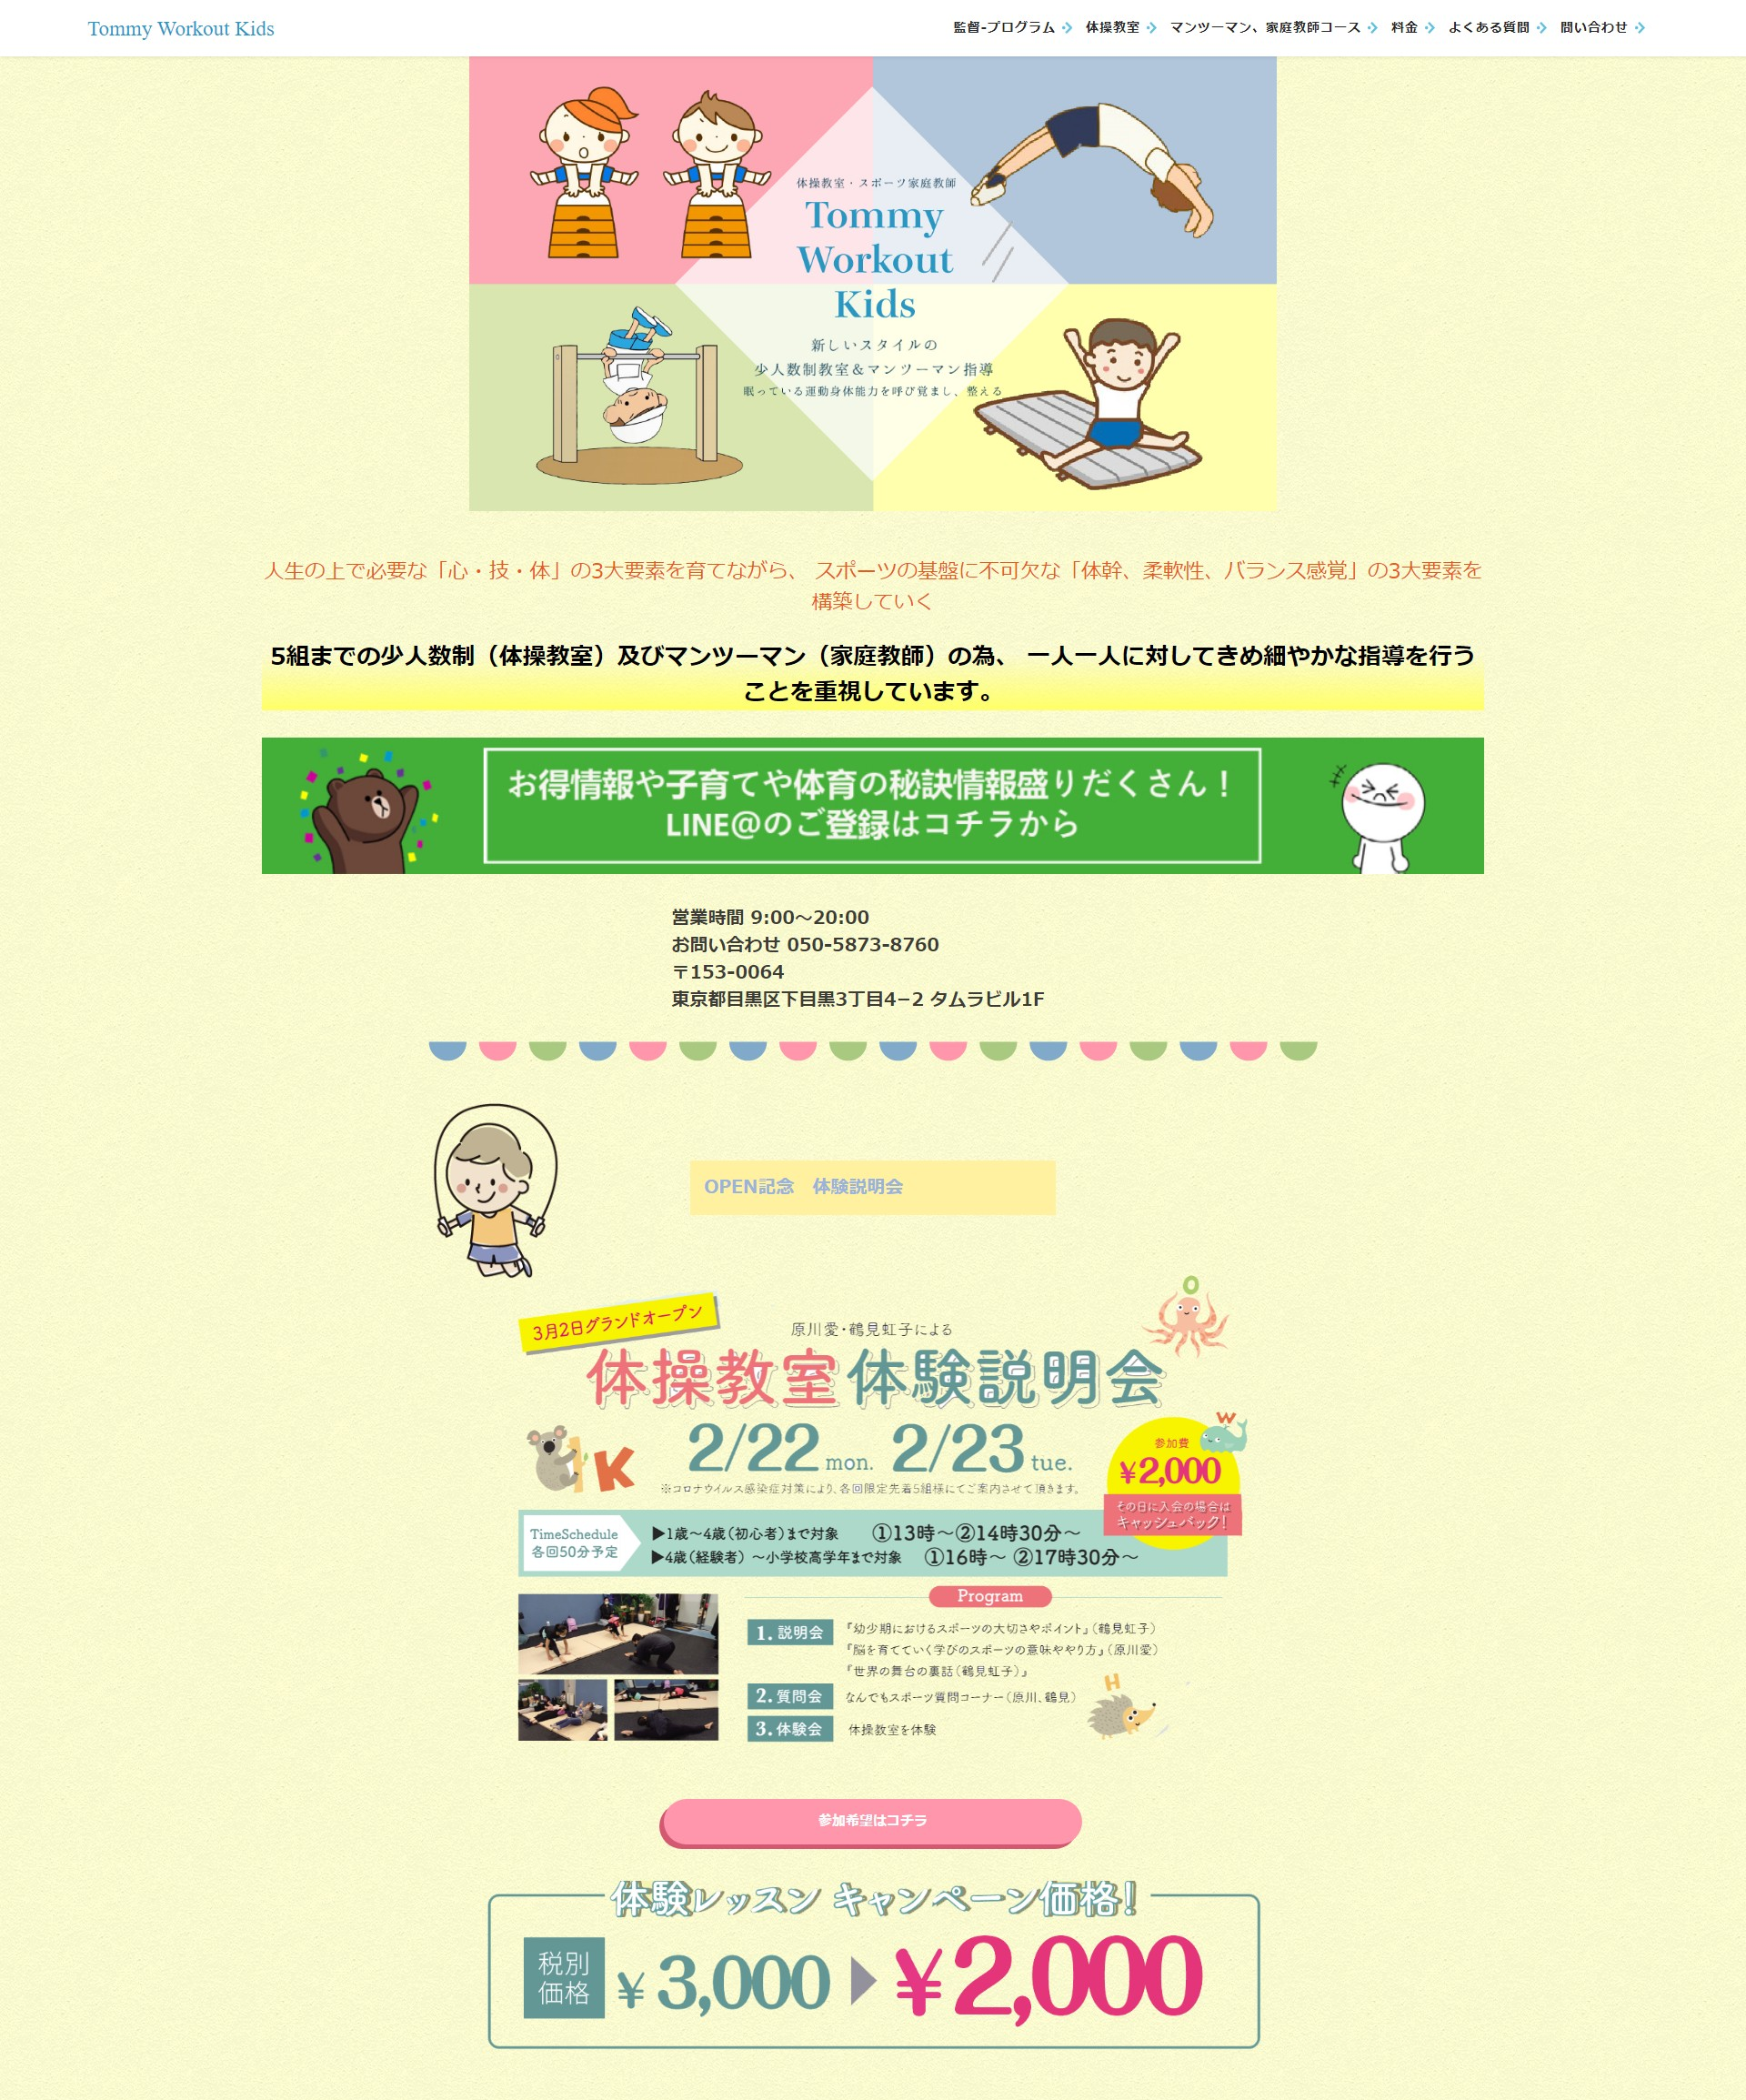 Tommy Workout Kids
監督-プログラム 体操教室 マンツーマン、家庭教師コース 料金 よくある質問 問い合わせ
体操教室・スポーツ家庭教師
Tommy
Workout
Kids
新しいスタイルの
少人数制教室＆マンツーマン指導
眠っている運動身体能力を呼び覚まし、整える
人生の上で必要な「心・技・体」の3大要素を育てながら、 スポーツの基盤に不可欠な「体幹、柔軟性、バランス感覚」の3大要素を
構築していく
5組までの少人数制（体操教室）及びマンツーマン（家庭教師）の為、 一人一人に対してきめ細やかな指導を行う
ことを重視しています。
お得情報や子育てや体育の秘訣情報盛りだくさん！
LINE@のご登録はコチラから
営業時間 9:00～20:00
お問い合わせ 050-5873-8760
〒153-0064
東京都目黒区下目黒3丁目4−2 タムラビル1F
OPEN記念　体験説明会
3月2日グランドオープン
原川愛・鶴見虹子による
O
体操教室体験説明会
K
2/22 mon. 2/23 tue.
W
参加費
¥2,000
その日に入会の場合は
キャッシュバック！
※コロナウイルス感染症対策により、各回限定先着5組様にてご案内させて頂きます。
TimeSchedule
各回50分予定
▶1歳～4歳（初心者）まで対象 ①13時～②14時30分～
▶4歳（経験者）～小学校高学年まで対象 ①16時～ ②17時30分～
Program
1. 説明会 『幼少期におけるスポーツの大切さやポイント』（鶴見虹子）
『脳を育てていく学びのスポーツの意味ややり方』（原川愛）
『世界の舞台の裏話（鶴見虹子）』
2. 質問会 なんでもスポーツ質問コーナー（原川、鶴見）
H
3. 体験会 体操教室を体験
参加希望はコチラ
体験レッスン キャンペーン価格！
税別
価格
¥3,000 ▶ ¥2,000